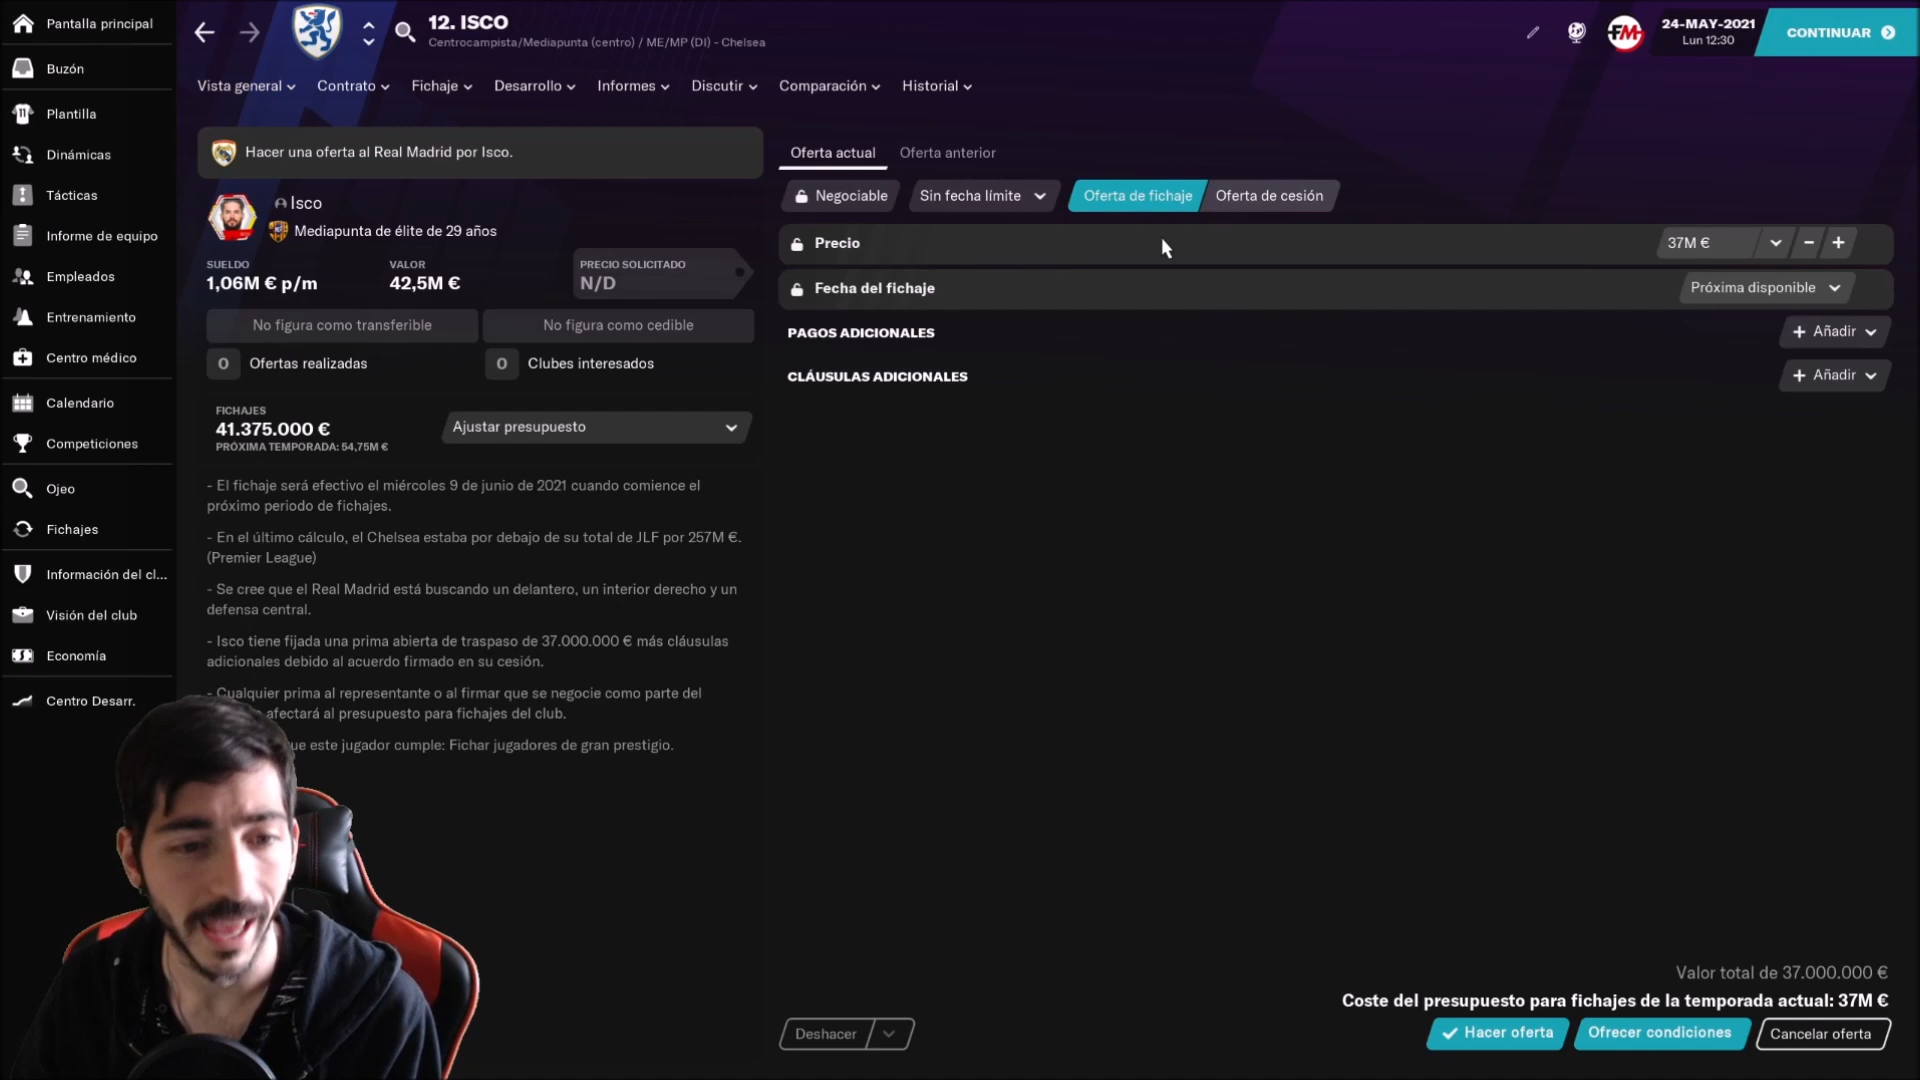 Pantalla principal
Buzón
Plantilla
Dinámicas
Tácticas
Informe de equipo
Empleados
Entrenamiento
Centro médico
Calendario
Competiciones
Ojeo
Fichajes
Información del cl...
Visión del club
Economía
Centro Desarr.
12. ISCO
Centrocampista/Mediapunta (centro) / ME/MP (DI) - Chelsea
FM
24-MAY-2021
Lun 12:30
CONTINUAR
Vista general
Contrato
Fichaje
Desarrollo
Informes
Discutir
Comparación
Historial
Hacer una oferta al Real Madrid por Isco.
Isco
Mediapunta de élite de 29 años
SUELDO
1,06M € p/m
VALOR
42,5M €
PRECIO SOLICITADO
N/D
No figura como transferible
No figura como cedible
0 Ofertas realizadas
0 Clubes interesados
FICHAJES
41.375.000 €
PRÓXIMA TEMPORADA: 54,75M €
Ajustar presupuesto
- El fichaje será efectivo el miércoles 9 de junio de 2021 cuando comience el
próximo periodo de fichajes.
- En el último cálculo, el Chelsea estaba por debajo de su total de JLF por 257M €.
(Premier League)
- Se cree que el Real Madrid está buscando un delantero, un interior derecho y un
defensa central.
- Isco tiene fijada una prima abierta de traspaso de 37.000.000 € más cláusulas
adicionales debido al acuerdo firmado en su cesión.
- Cualquier prima al representante o al firmar que se negocie como parte del
afectará al presupuesto para fichajes del club.
ue este jugador cumple: Fichar jugadores de gran prestigio.
Oferta actual
Oferta anterior
Negociable
Sin fecha límite
Oferta de fichaje
Oferta de cesión
Precio
37M €
Fecha del fichaje
Próxima disponible
PAGOS ADICIONALES
+ Añadir
CLÁUSULAS ADICIONALES
+ Añadir
Valor total de 37.000.000 €
Coste del presupuesto para fichajes de la temporada actual: 37M €
Deshacer
Hacer oferta
Ofrecer condiciones
Cancelar oferta